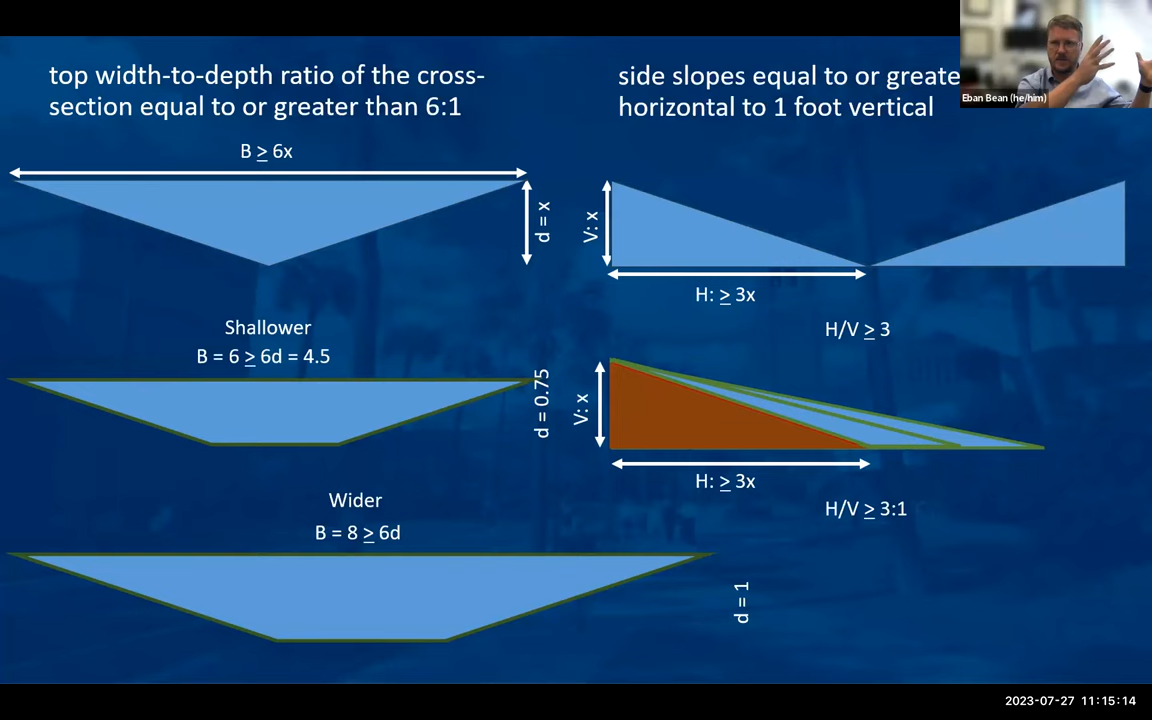 top width-to-depth ratio of the cross-
section equal to or greater than 6:1
B ≥ 6x
d = x
Shallower
B = 6 ≥ 6d = 4.5
d = 0.75
Wider
B = 8 ≥ 6d
d = 1
side slopes equal to or greate
horizontal to 1 foot vertical
V: x
H: ≥ 3x
H/V ≥ 3
V: x
H: ≥ 3x
H/V ≥ 3:1
Eban Bean (he/him)
2023-07-27 11:15:14